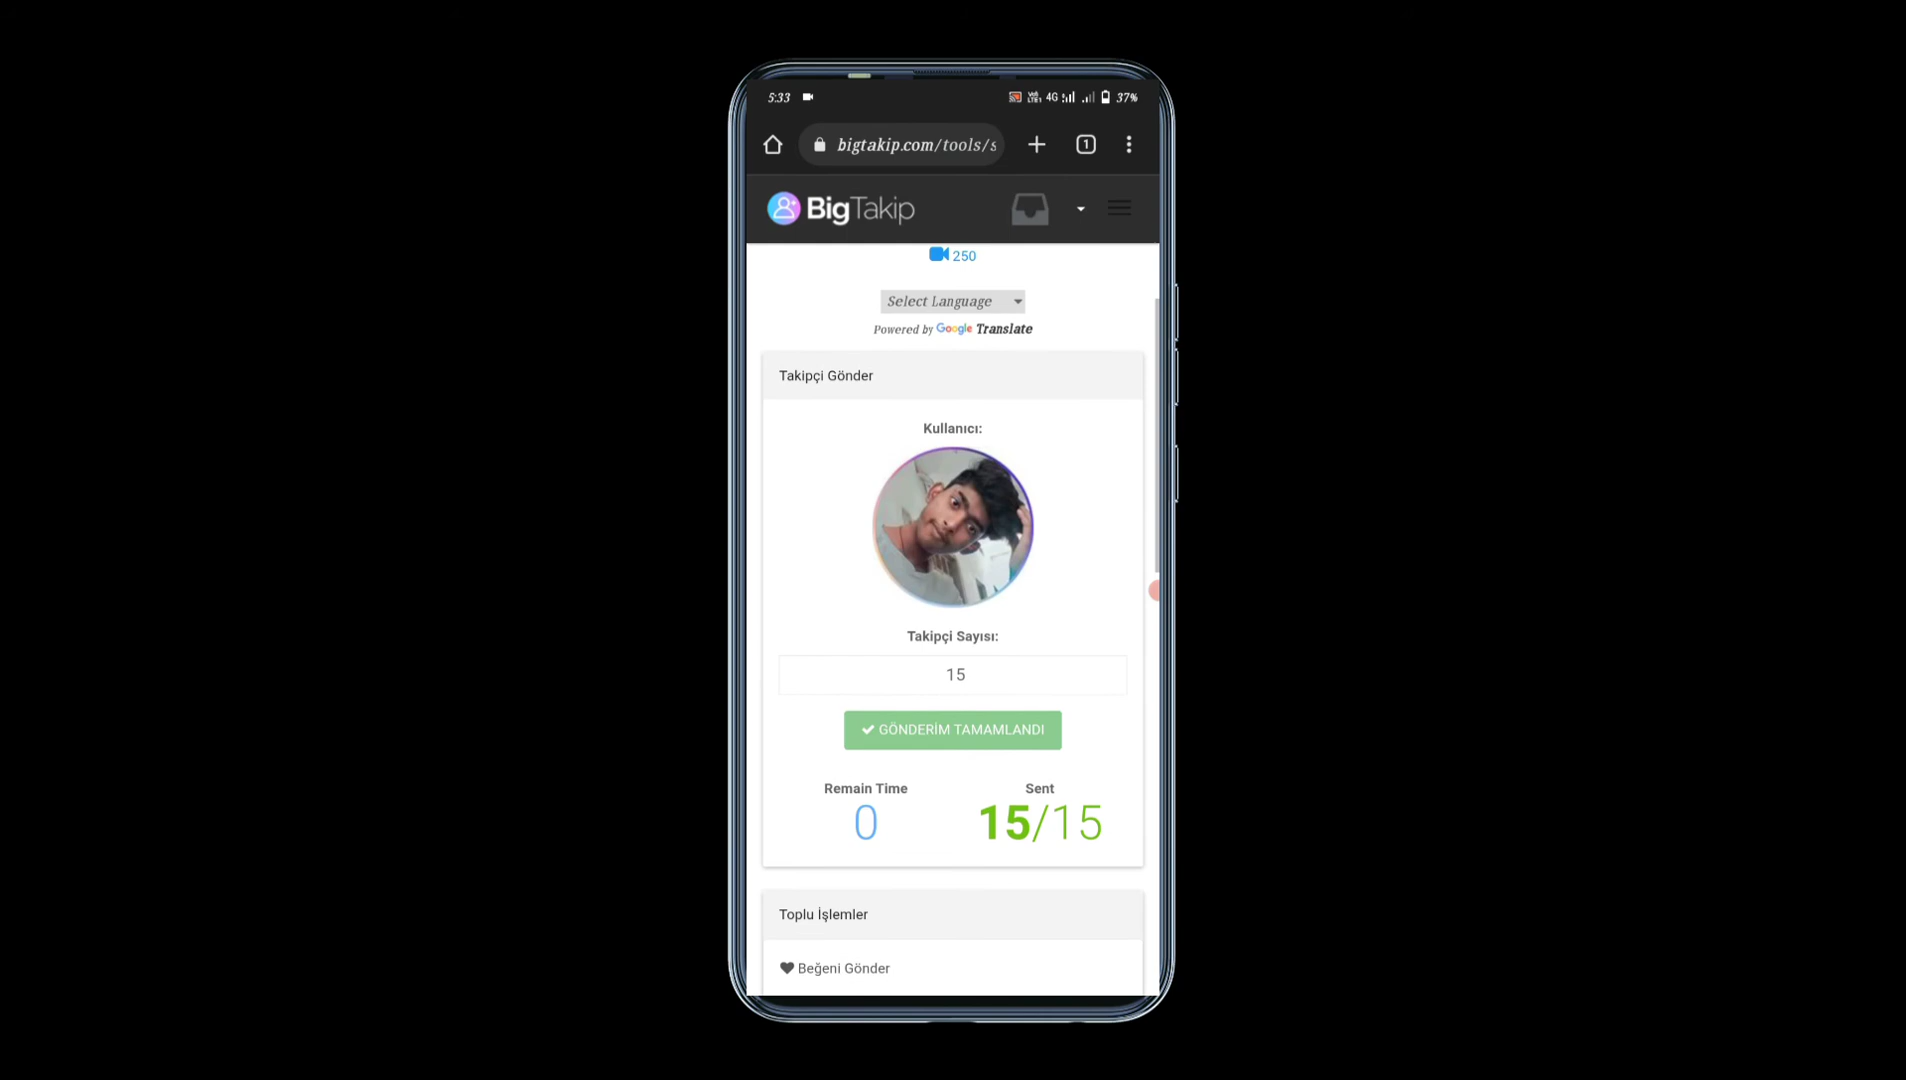 5:33 4G 37%
bigtakip.com/tools/s 1
BigTakip
250
Select Language
Powered by Google Translate
Takipçi Gönder
Kullanıcı:
Takipçi Sayısı:
15
GÖNDERİM TAMAMLANDI
Remain Time Sent
0 15/15
Toplu İşlemler
Beğeni Gönder